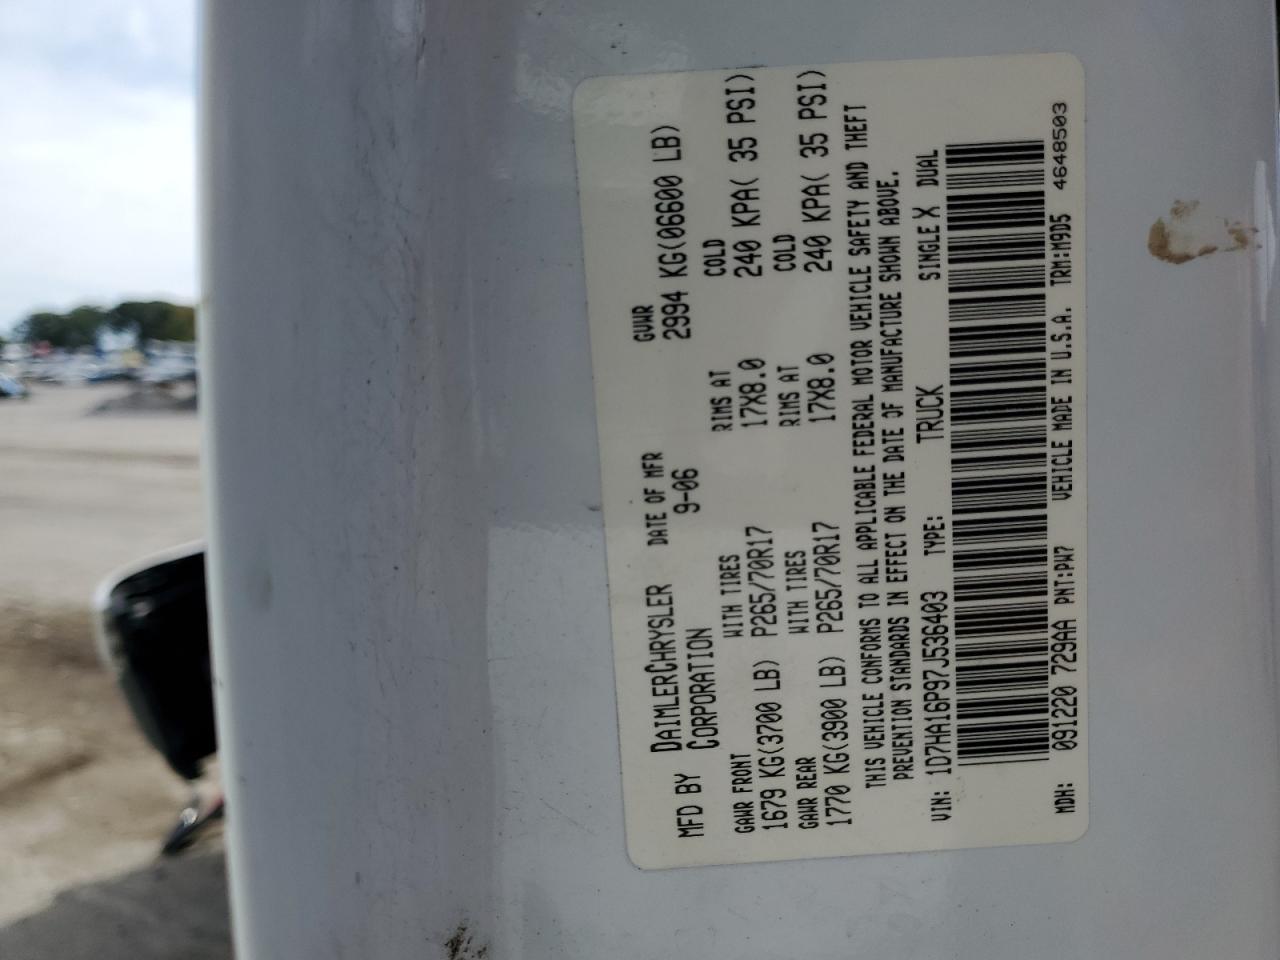 MFD BY DAIMLERCHRYSLER CORPORATION DATE OF MFR 9-06 GVWR 2994 KG(06600 LB)
GAWR FRONT WITH TIRES RIMS AT COLD
1679 KG(3700 LB) P265/70R17 17X8.0 240 KPA( 35 PSI)
GAWR REAR WITH TIRES RIMS AT COLD
1770 KG(3900 LB) P265/70R17 17X8.0 240 KPA( 35 PSI)
THIS VEHICLE CONFORMS TO ALL APPLICABLE FEDERAL MOTOR VEHICLE SAFETY AND THEFT
PREVENTION STANDARDS IN EFFECT ON THE DATE OF MANUFACTURE SHOWN ABOVE.
VIN: 1D7HA16P97J536403 TYPE: TRUCK SINGLE X DUAL
MDH: 091220 729AA PNT:PW7 VEHICLE MADE IN U.S.A. TRM:M9D5 4648503